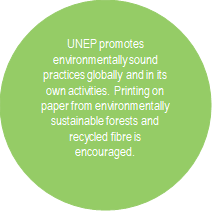 UNEP promotes
environmentally sound
practices globally and in its
own activities. Printing on
paper from environmentally
sustainable forests and
recycled fibre is
encouraged.